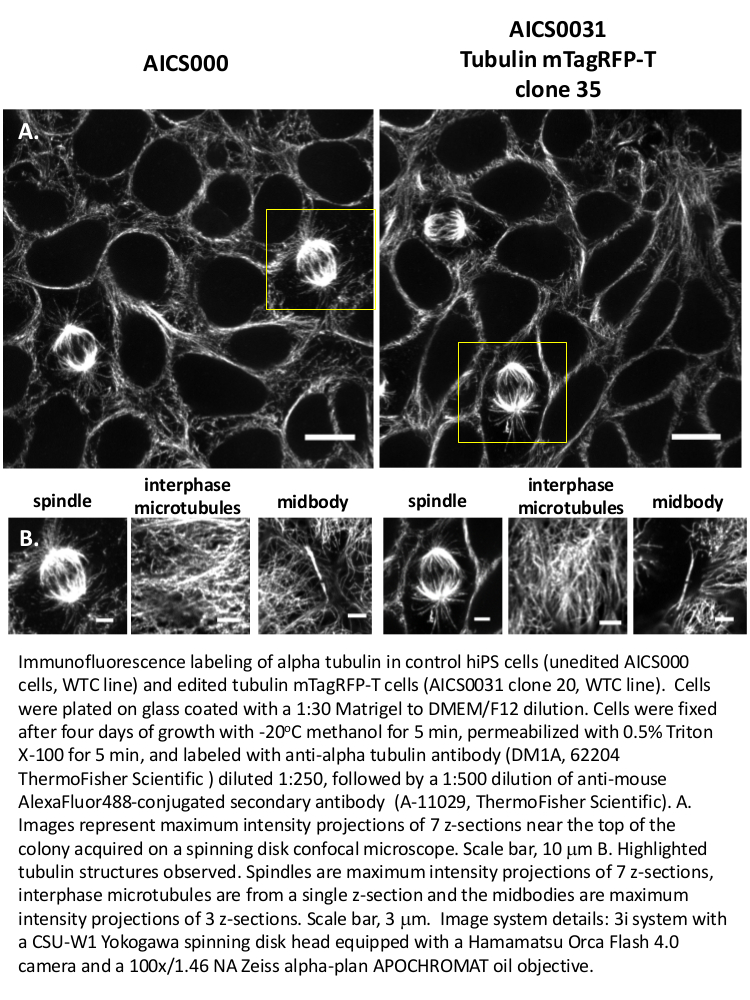 AICS000
AICS0031
Tubulin mTagRFP-T
clone 35
A.
spindle
interphase
microtubules
midbody
spindle
interphase
microtubules
midbody
B.
Immunofluorescence labeling of alpha tubulin in control hiPS cells (unedited AICS000
cells, WTC line) and edited tubulin mTagRFP-T cells (AICS0031 clone 20, WTC line).  Cells
were plated on glass coated with a 1:30 Matrigel to DMEM/F12 dilution. Cells were fixed
after four days of growth with -20ºC methanol for 5 min, permeabilized with 0.5% Triton
X-100 for 5 min, and labeled with anti-alpha tubulin antibody (DM1A, 62204
ThermoFisher Scientific ) diluted 1:250, followed by a 1:500 dilution of anti-mouse
AlexaFluor488-conjugated secondary antibody  (A-11029, ThermoFisher Scientific). A.
Images represent maximum intensity projections of 7 z-sections near the top of the
colony acquired on a spinning disk confocal microscope. Scale bar, 10 μm B. Highlighted
tubulin structures observed. Spindles are maximum intensity projections of 7 z-sections,
interphase microtubules are from a single z-section and the midbodies are maximum
intensity projections of 3 z-sections. Scale bar, 3 μm.  Image system details: 3i system with
a CSU-W1 Yokogawa spinning disk head equipped with a Hamamatsu Orca Flash 4.0
camera and a 100x/1.46 NA Zeiss alpha-plan APOCHROMAT oil objective.